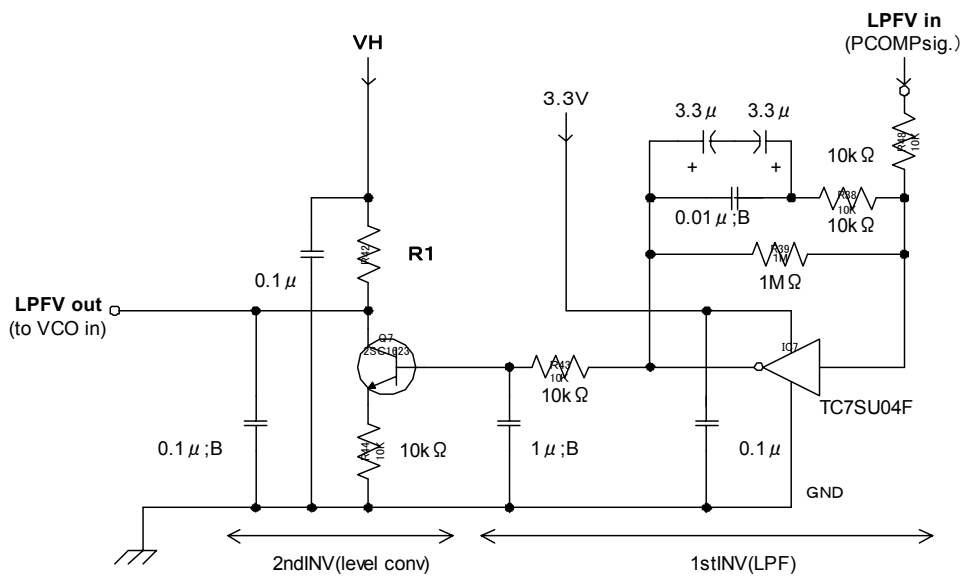 LPFV in
(PCOMPsig.)
VH
3.3V
3.3μ
3.3μ
R48
10K
10kΩ
R38
10K
10kΩ
0.01μ;B
R39
1M
1MΩ
R42
R1
0.1μ
LPFV out
(to VCO in)
Q7
2SC1623
R43
10K
10kΩ
IC7
TC7SU04F
0.1μ;B
R44
10K
10kΩ
1μ;B
0.1μ
GND
2ndINV(level conv)
1stINV(LPF)